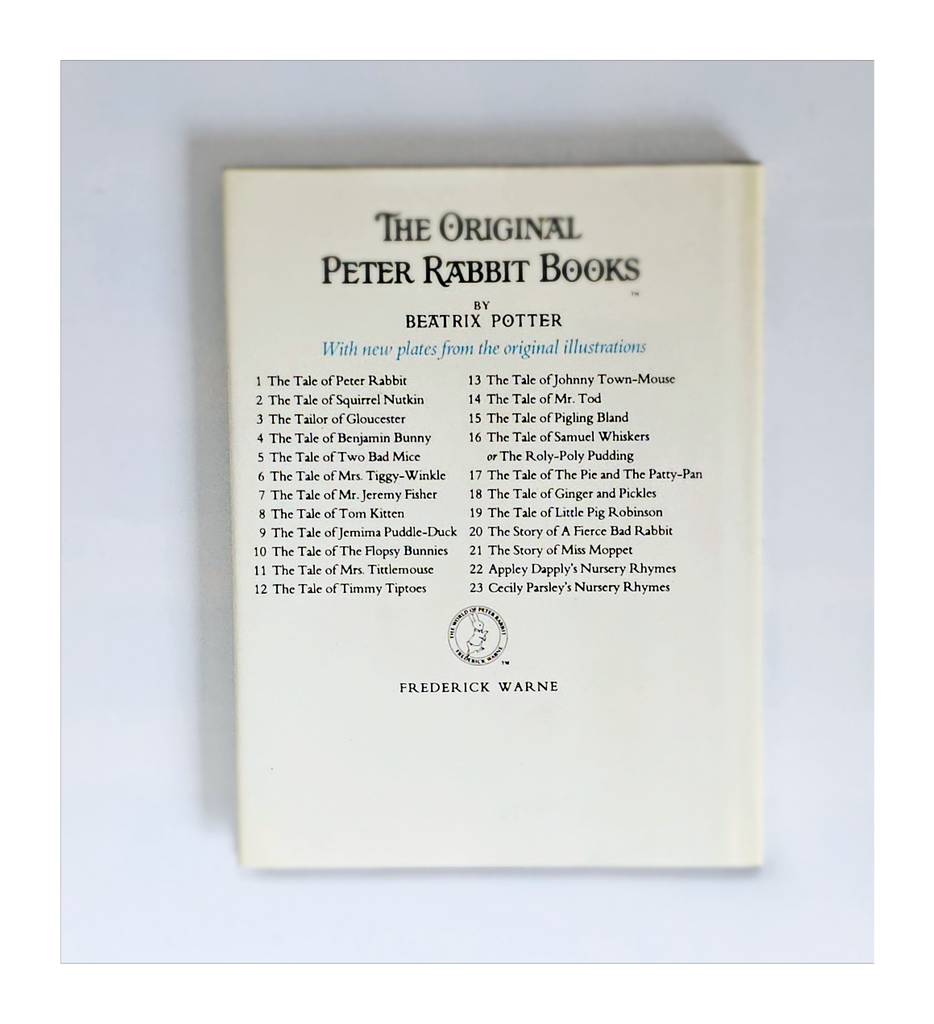 THE ORIGINAL
PETER RABBIT BOOKS
™
BY
BEATRIX POTTER
With new plates from the original illustrations
1 The Tale of Peter Rabbit
2 The Tale of Squirrel Nutkin
3 The Tailor of Gloucester
4 The Tale of Benjamin Bunny
5 The Tale of Two Bad Mice
6 The Tale of Mrs. Tiggy-Winkle
7 The Tale of Mr. Jeremy Fisher
8 The Tale of Tom Kitten
9 The Tale of Jemima Puddle-Duck
10 The Tale of The Flopsy Bunnies
11 The Tale of Mrs. Tittlemouse
12 The Tale of Timmy Tiptoes
13 The Tale of Johnny Town-Mouse
14 The Tale of Mr. Tod
15 The Tale of Pigling Bland
16 The Tale of Samuel Whiskers
or The Roly-Poly Pudding
17 The Tale of The Pie and The Patty-Pan
18 The Tale of Ginger and Pickles
19 The Tale of Little Pig Robinson
20 The Story of A Fierce Bad Rabbit
21 The Story of Miss Moppet
22 Appley Dapply's Nursery Rhymes
23 Cecily Parsley's Nursery Rhymes
THE WORLD OF PETER RABBIT
FREDERICK WARNE
™
FREDERICK WARNE